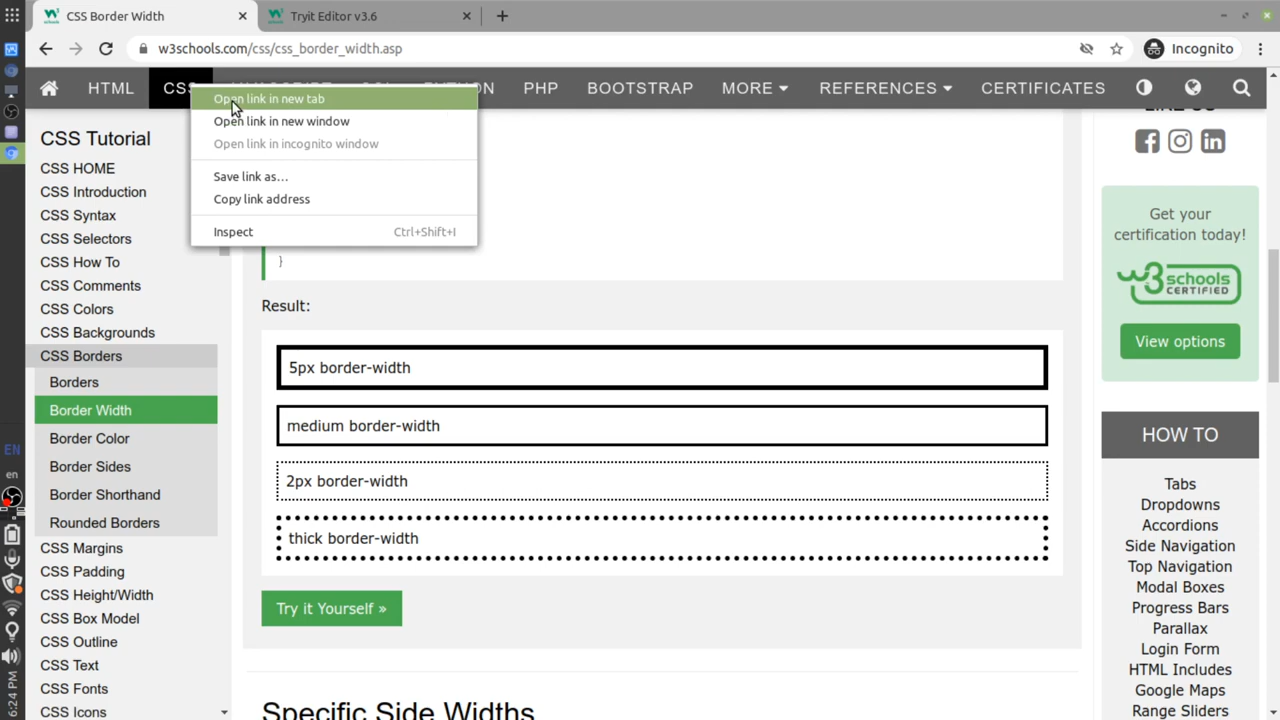 CSS Border Width
Tryit Editor v3.6
w3schools.com/css/css_border_width.asp
Incognito
HTML
CSS
PHP
BOOTSTRAP
MORE
REFERENCES
CERTIFICATES
Open link in new tab
Open link in new window
Open link in incognito window
Save link as…
Copy link address
Inspect Ctrl+Shift+I
CSS Tutorial
CSS HOME
CSS Introduction
CSS Syntax
CSS Selectors
CSS How To
CSS Comments
CSS Colors
CSS Backgrounds
CSS Borders
Borders
Border Width
Border Color
Border Sides
Border Shorthand
Rounded Borders
CSS Margins
CSS Padding
CSS Height/Width
CSS Box Model
CSS Outline
CSS Text
CSS Fonts
CSS Icons
}
Result:
5px border-width
medium border-width
2px border-width
thick border-width
Try it Yourself »
Specific Side Widths
LIKE US
Get your
certification today!
w3schools
CERTIFIED
View options
HOW TO
Tabs
Dropdowns
Accordions
Side Navigation
Top Navigation
Modal Boxes
Progress Bars
Parallax
Login Form
HTML Includes
Google Maps
Range Sliders
EN
en
6:24 PM